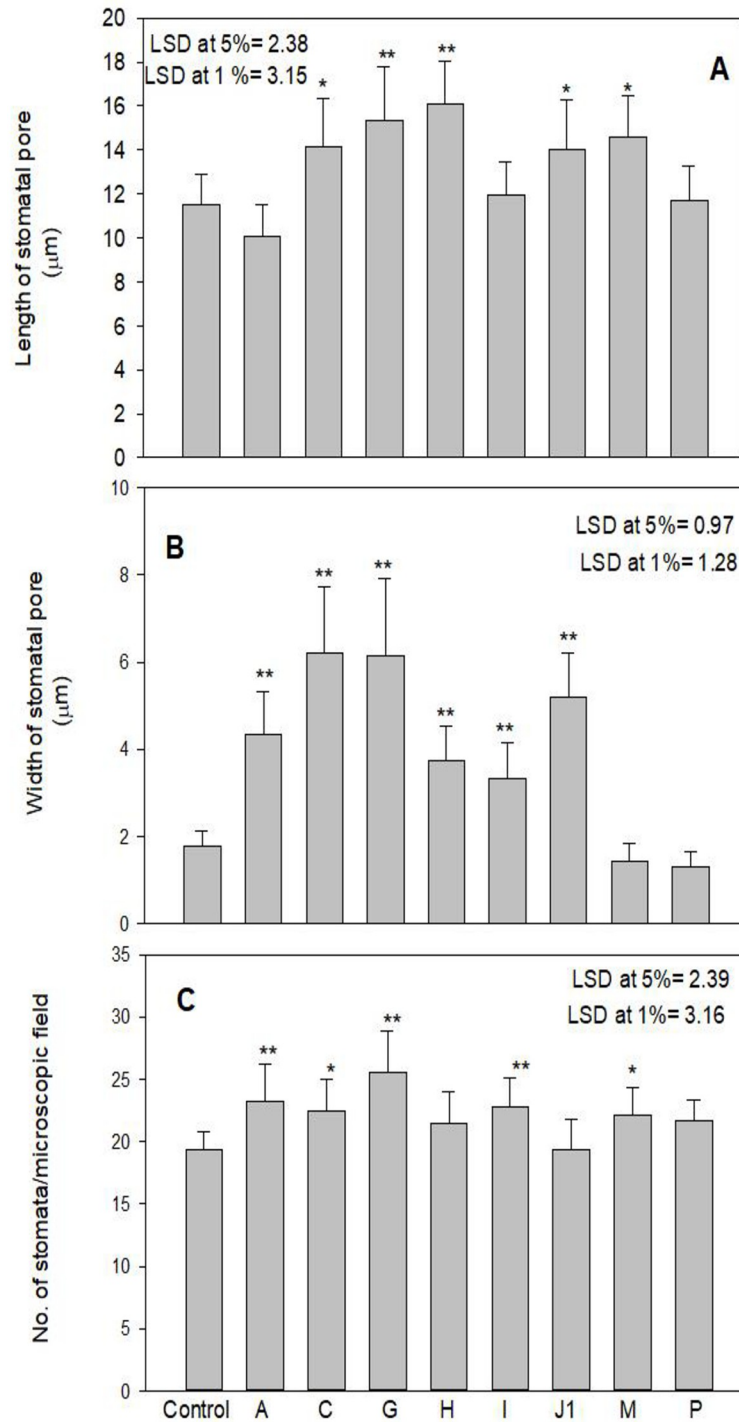 20
18
16
14
12
10
8
6
4
2
0
Length of stomatal pore
(μm)
LSD at 5%= 2.38
LSD at 1 %= 3.15
A
*
**
**
*
*
10
8
6
4
2
0
Width of stomatal pore
(μm)
B
LSD at 5%= 0.97
LSD at 1%= 1.28
**
**
**
**
**
**
35
30
25
20
15
10
5
0
No. of stomata/microscopic field
C
LSD at 5%= 2.39
LSD at 1%= 3.16
**
*
**
**
*
Control A C G H I J1 M P